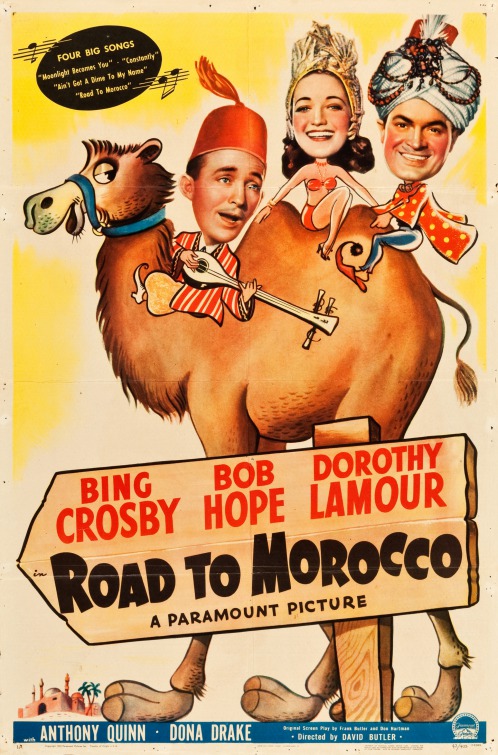 FOUR BIG SONGS
"Moonlight Becomes You" - "Constantly"
"Ain't Got A Dime To My Name"
"Road to Morocco"
BING CROSBY
BOB HOPE
DOROTHY LAMOUR
in
ROAD TO MOROCCO
A PARAMOUNT PICTURE
with ANTHONY QUINN · DONA DRAKE
Original Screen Play by Frank Butler and Don Hartman
· Directed by DAVID BUTLER